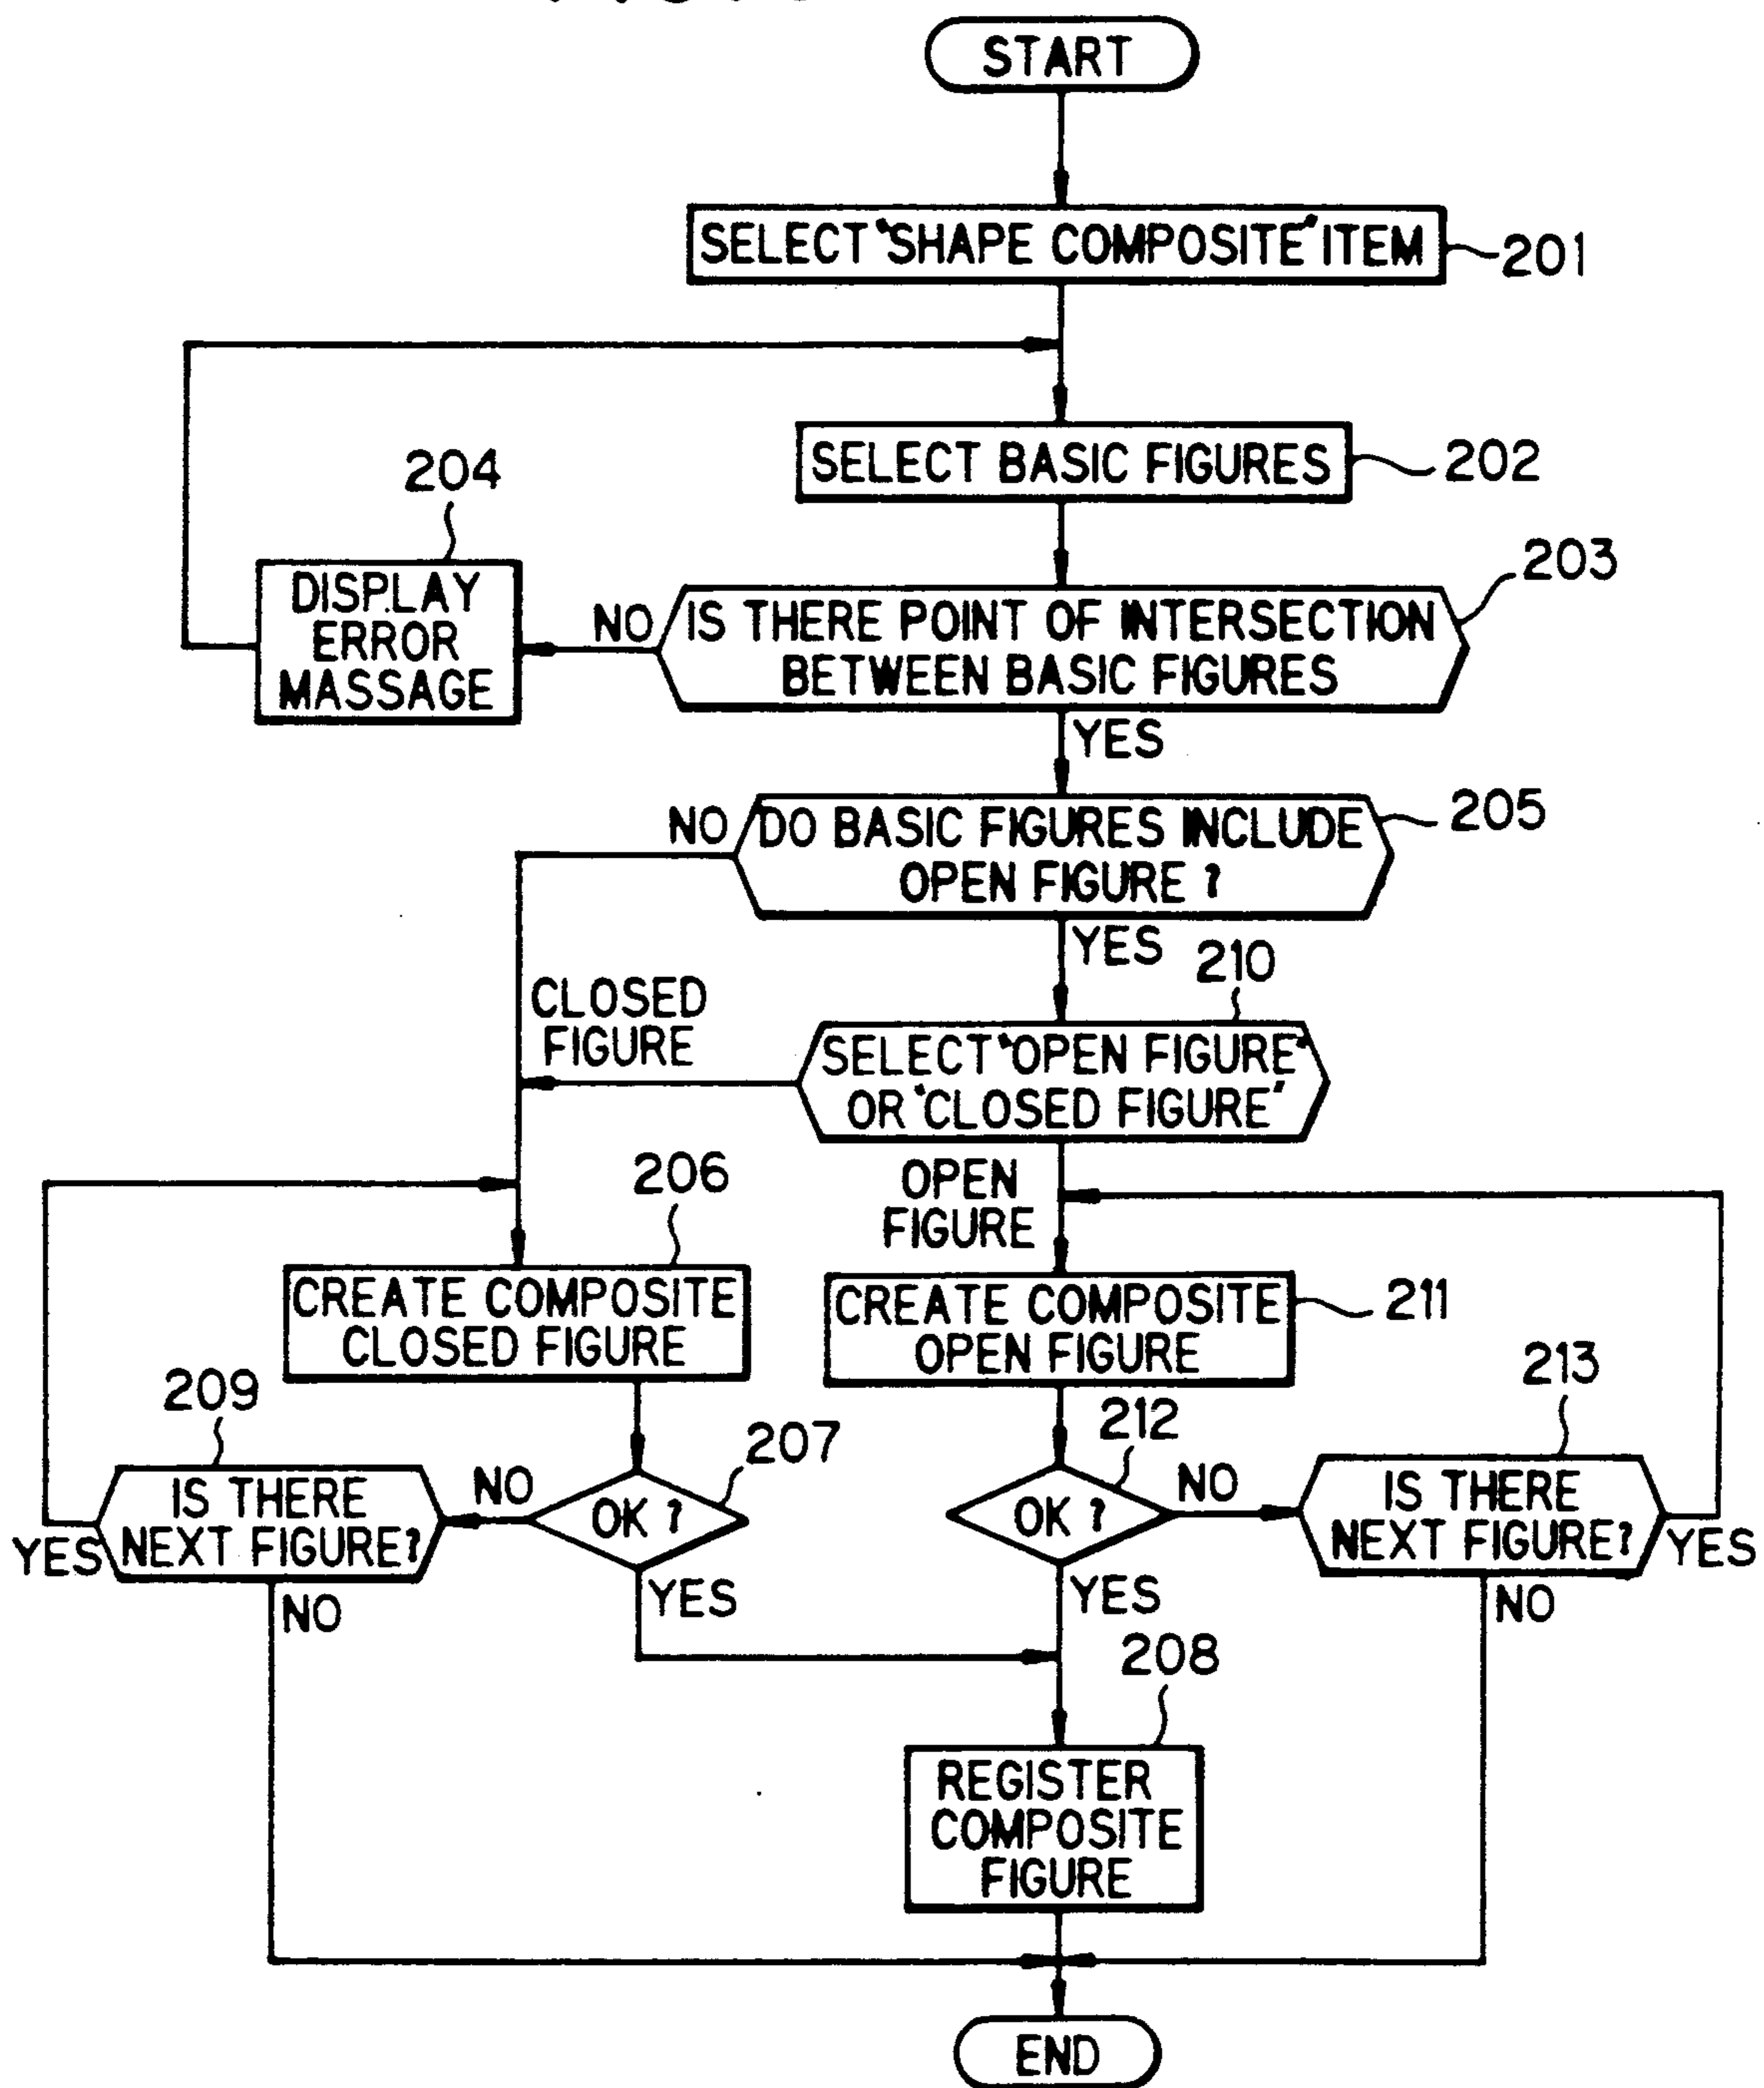 START
SELECT "SHAPE COMPOSITE" ITEM
201
SELECT BASIC FIGURES
202
204
203
DISPLAY
ERROR
MASSAGE
NO
IS THERE POINT OF INTERSECTION
BETWEEN BASIC FIGURES
YES
205
NO
DO BASIC FIGURES INCLUDE
OPEN FIGURE ?
YES
210
CLOSED
FIGURE
SELECT "OPEN FIGURE"
OR "CLOSED FIGURE"
206
OPEN
FIGURE
CREATE COMPOSITE
CLOSED FIGURE
CREATE COMPOSITE
OPEN FIGURE
211
209
207
212
213
IS THERE
NEXT FIGURE?
YES
NO
OK ?
OK ?
NO
IS THERE
NEXT FIGURE?
YES
NO
YES
YES
NO
208
REGISTER
COMPOSITE
FIGURE
END